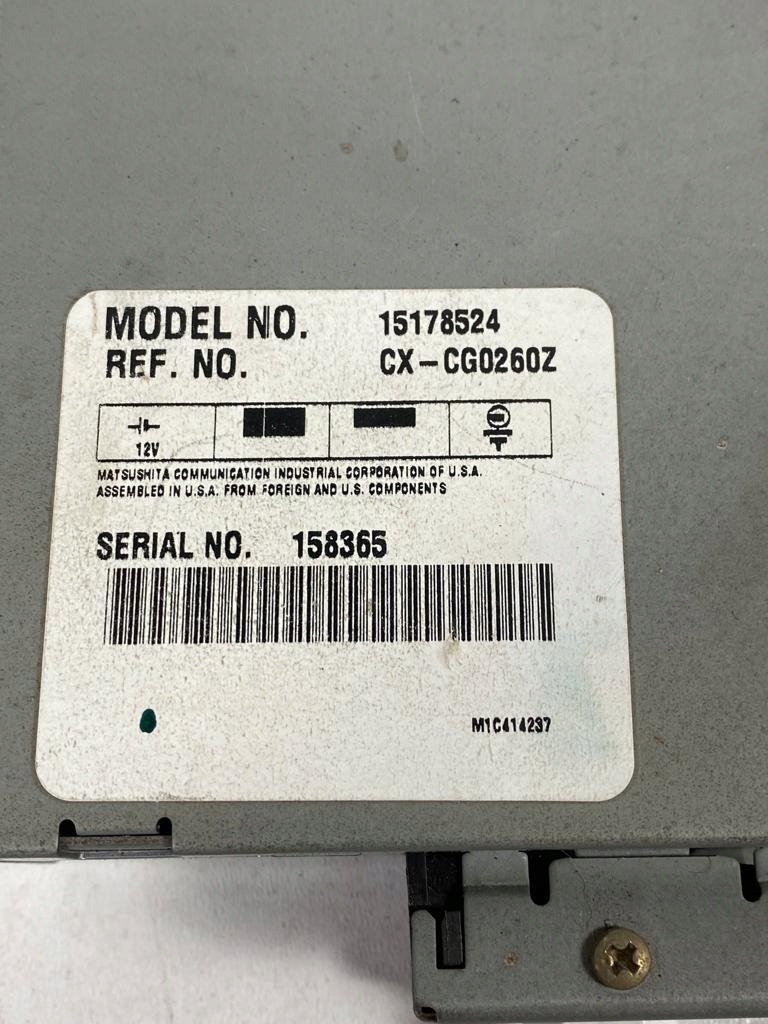 MODEL NO. 15178524
REF. NO. CX-CG0260Z
12V
MATSUSHITA COMMUNICATION INDUSTRIAL CORPORATION OF U.S.A.
ASSEMBLED IN U.S.A. FROM FOREIGN AND U.S. COMPONENTS
SERIAL NO. 158365
M1C414237